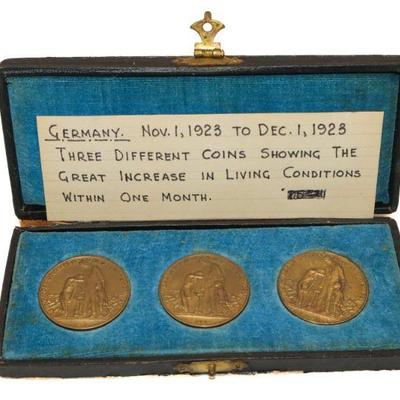 GERMANY. NOV. 1, 1923 TO DEC. 1, 1923
THREE DIFFERENT COINS SHOWING THE
GREAT INCREASE IN LIVING CONDITIONS
WITHIN ONE MONTH.